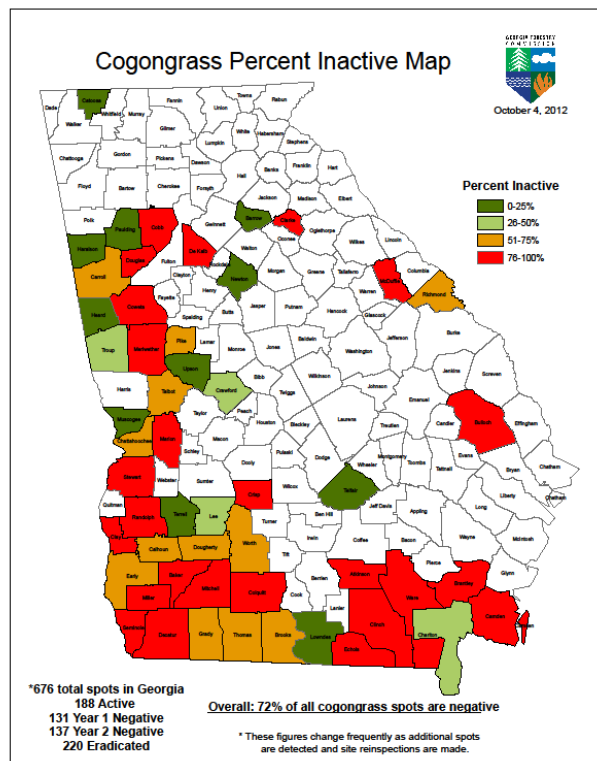 GEORGIA FORESTRY
COMMISSION
Cogongrass Percent Inactive Map
October 4, 2012
Percent Inactive
0-25%
26-50%
51-75%
76-100%
Dade
Catoosa
Walker
Whitfield
Murray
Fannin
Gilmer
Union
Towns
Rabun
White
Habersham
Lumpkin
Stephens
Chattooga
Gordon
Pickens
Dawson
Banks
Franklin
Hart
Floyd
Bartow
Cherokee
Forsyth
Hall
Jackson
Madison
Elbert
Polk
Paulding
Cobb
Gwinnett
Barrow
Clarke
Oconee
Oglethorpe
Wilkes
Lincoln
Haralson
Douglas
De Kalb
Rockdale
Walton
Morgan
Greene
Taliaferro
McDuffie
Columbia
Richmond
Carroll
Fulton
Clayton
Henry
Newton
Fayette
Coweta
Spalding
Butts
Jasper
Putnam
Hancock
Warren
Glascock
Burke
Heard
Troup
Meriwether
Pike
Lamar
Monroe
Jones
Baldwin
Washington
Jefferson
Jenkins
Screven
Upson
Harris
Talbot
Crawford
Bibb
Twiggs
Wilkinson
Johnson
Emanuel
Bulloch
Effingham
Muscogee
Chattahoochee
Taylor
Peach
Houston
Bleckley
Laurens
Treutlen
Candler
Marion
Schley
Macon
Dooly
Pulaski
Dodge
Wheeler
Montgomery
Toombs
Tattnall
Evans
Bryan
Chatham
Chatham
Stewart
Webster
Sumter
Crisp
Wilcox
Telfair
Quitman
Randolph
Terrell
Lee
Turner
Ben Hill
Jeff Davis
Appling
Long
Liberty
Clay
Calhoun
Dougherty
Worth
Irwin
Coffee
Bacon
Wayne
McIntosh
Tift
Early
Baker
Mitchell
Colquitt
Cook
Berrien
Atkinson
Pierce
Glynn
Miller
Lanier
Ware
Brantley
Seminole
Decatur
Grady
Thomas
Brooks
Lowndes
Clinch
Echols
Charlton
Camden
Camden
*676 total spots in Georgia
188 Active
131 Year 1 Negative
137 Year 2 Negative
220 Eradicated
Overall: 72% of all cogongrass spots are negative
* These figures change frequently as additional spots
are detected and site reinspections are made.